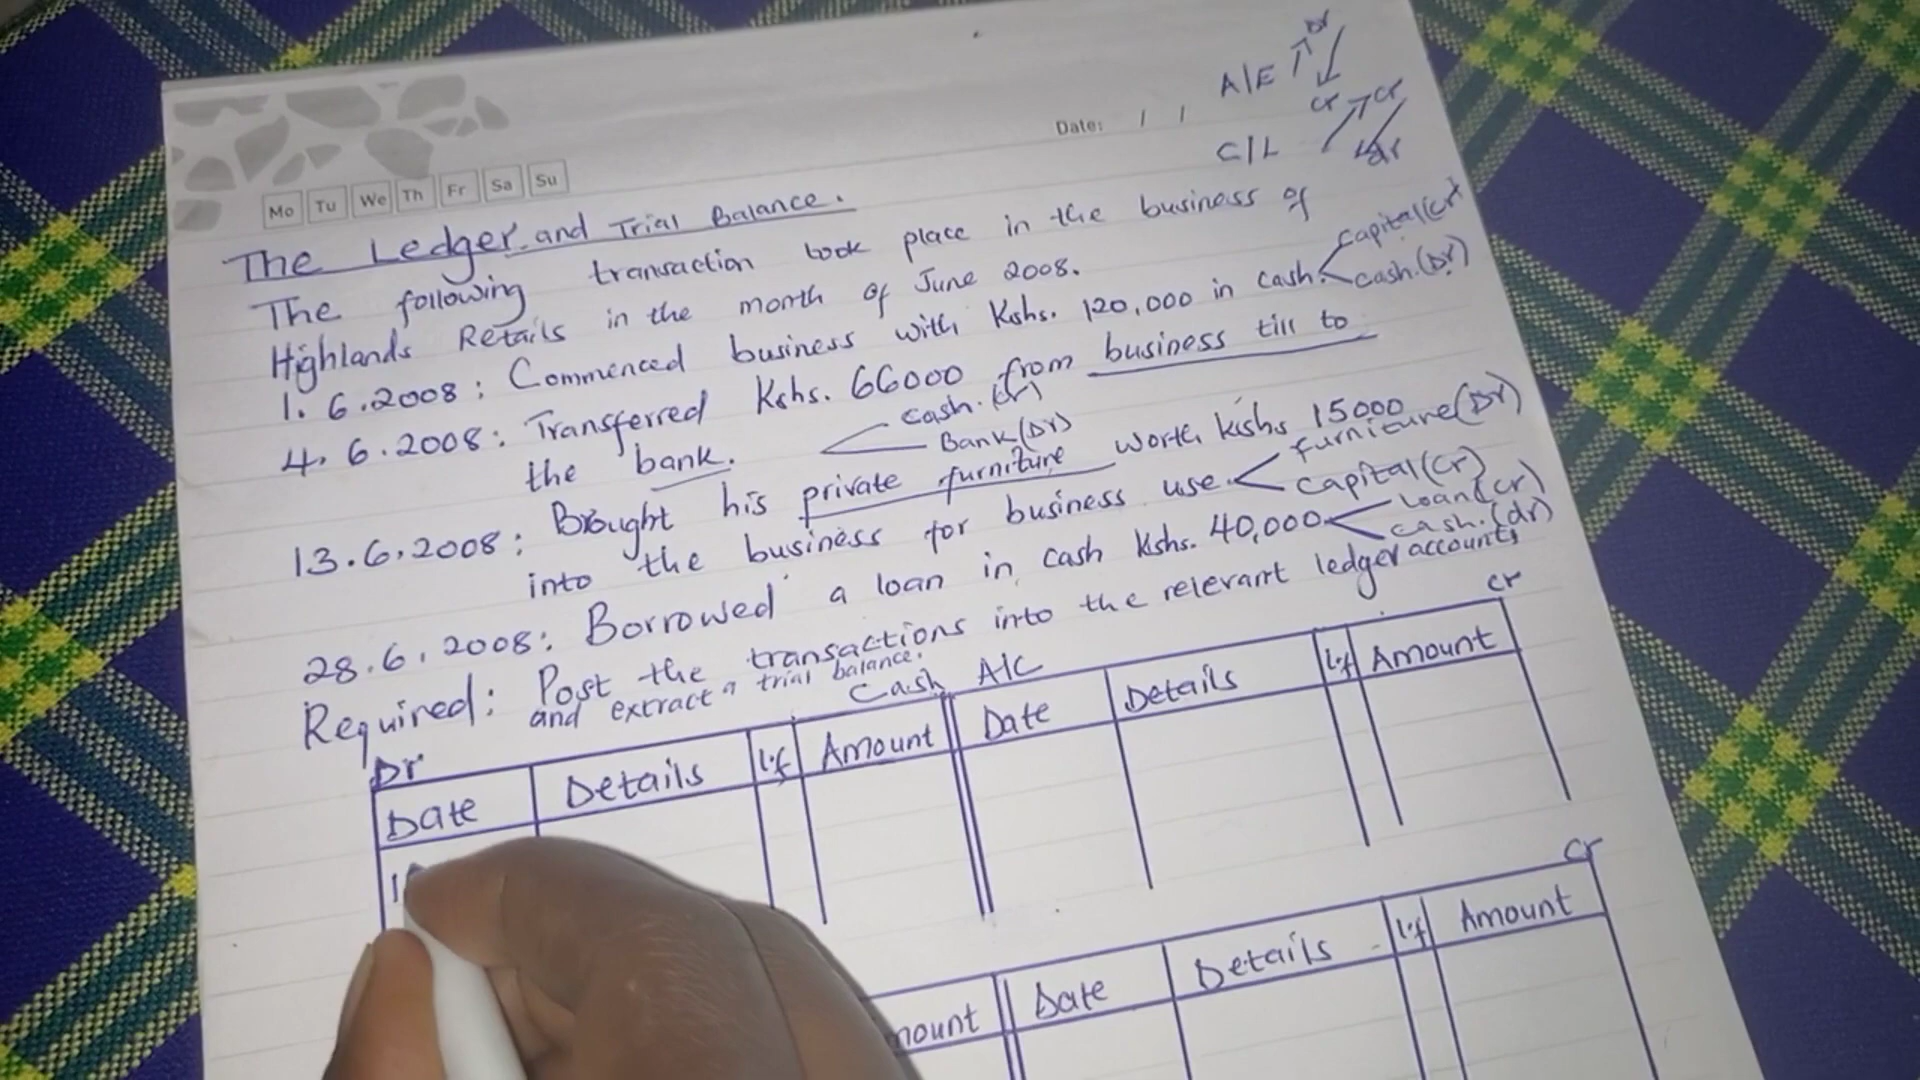 Date: / /
A/E Dr
Cr
Cr
C/L
dr
Mo Tu We Th Fr Sa Su
The Ledger and Trial Balance.
The following transaction took place in the business of
Highlands Retails in the month of June 2008.
1.6.2008: Commenced business with Kshs. 120,000 in cash. Capital(Cr)
cash.(Dr)
4.6.2008: Transferred Kshs. 66000 from business till to
the bank. cash.(cr)
Bank(Dr)
13.6.2008: Brought his private furniture worth kshs 15000
into the business for business use. furniture(Dr)
Capital(Cr)
28.6.2008: Borrowed a loan in cash Kshs. 40,000 Loan(cr)
cash.(dr)
Required: Post the transactions into the relevant ledger accounts
and extract a trial balance.
Cash A/C
Dr cr
Date Details l.f Amount Date Details l.f Amount
1
cr
mount Date Details l.f Amount